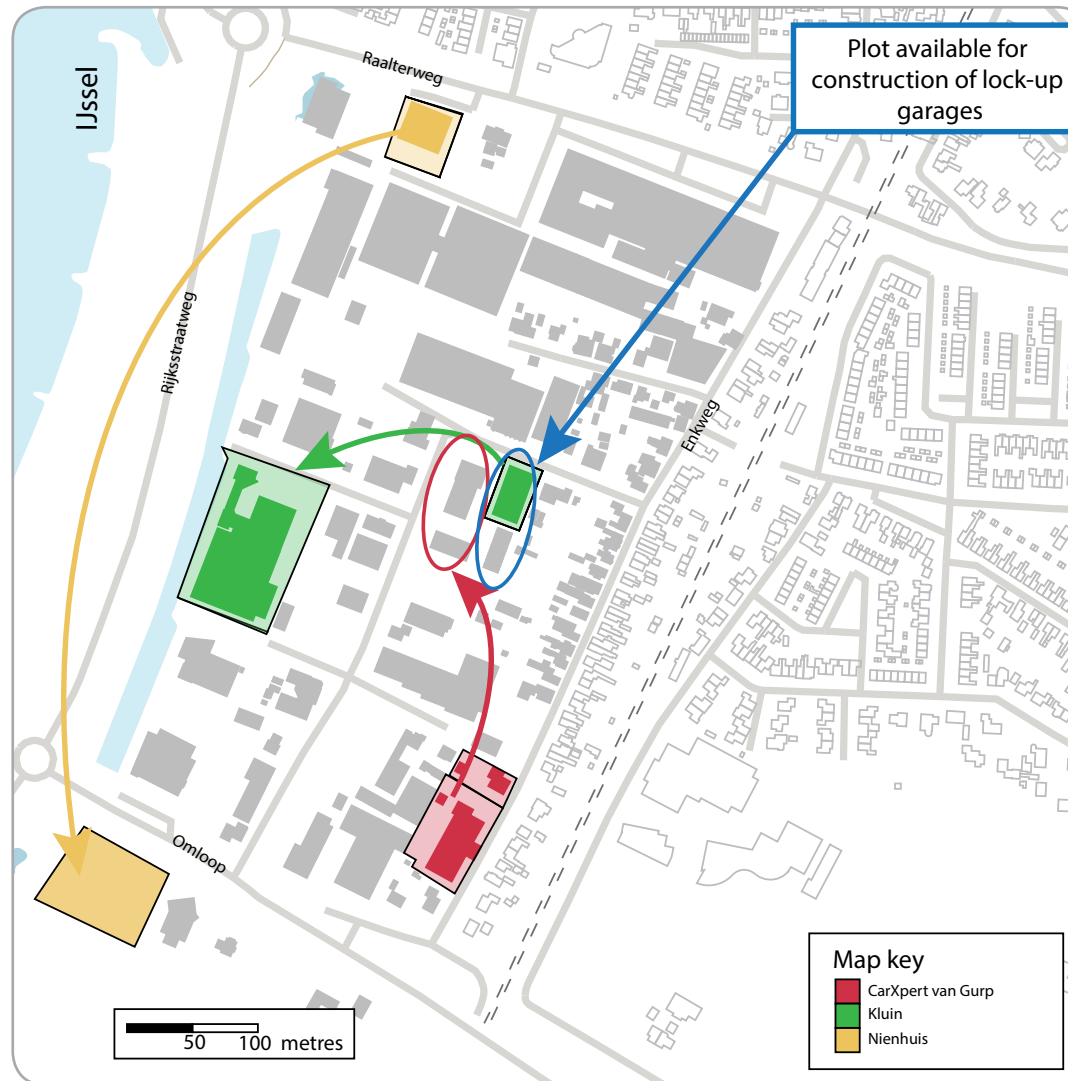 IJssel
Raalterweg
Plot available for
construction of lock-up
garages
Rijksstraatweg
Enkweg
Omloop
Map key
CarXpert van Gurp
Kluin
Nienhuis
50 100 metres